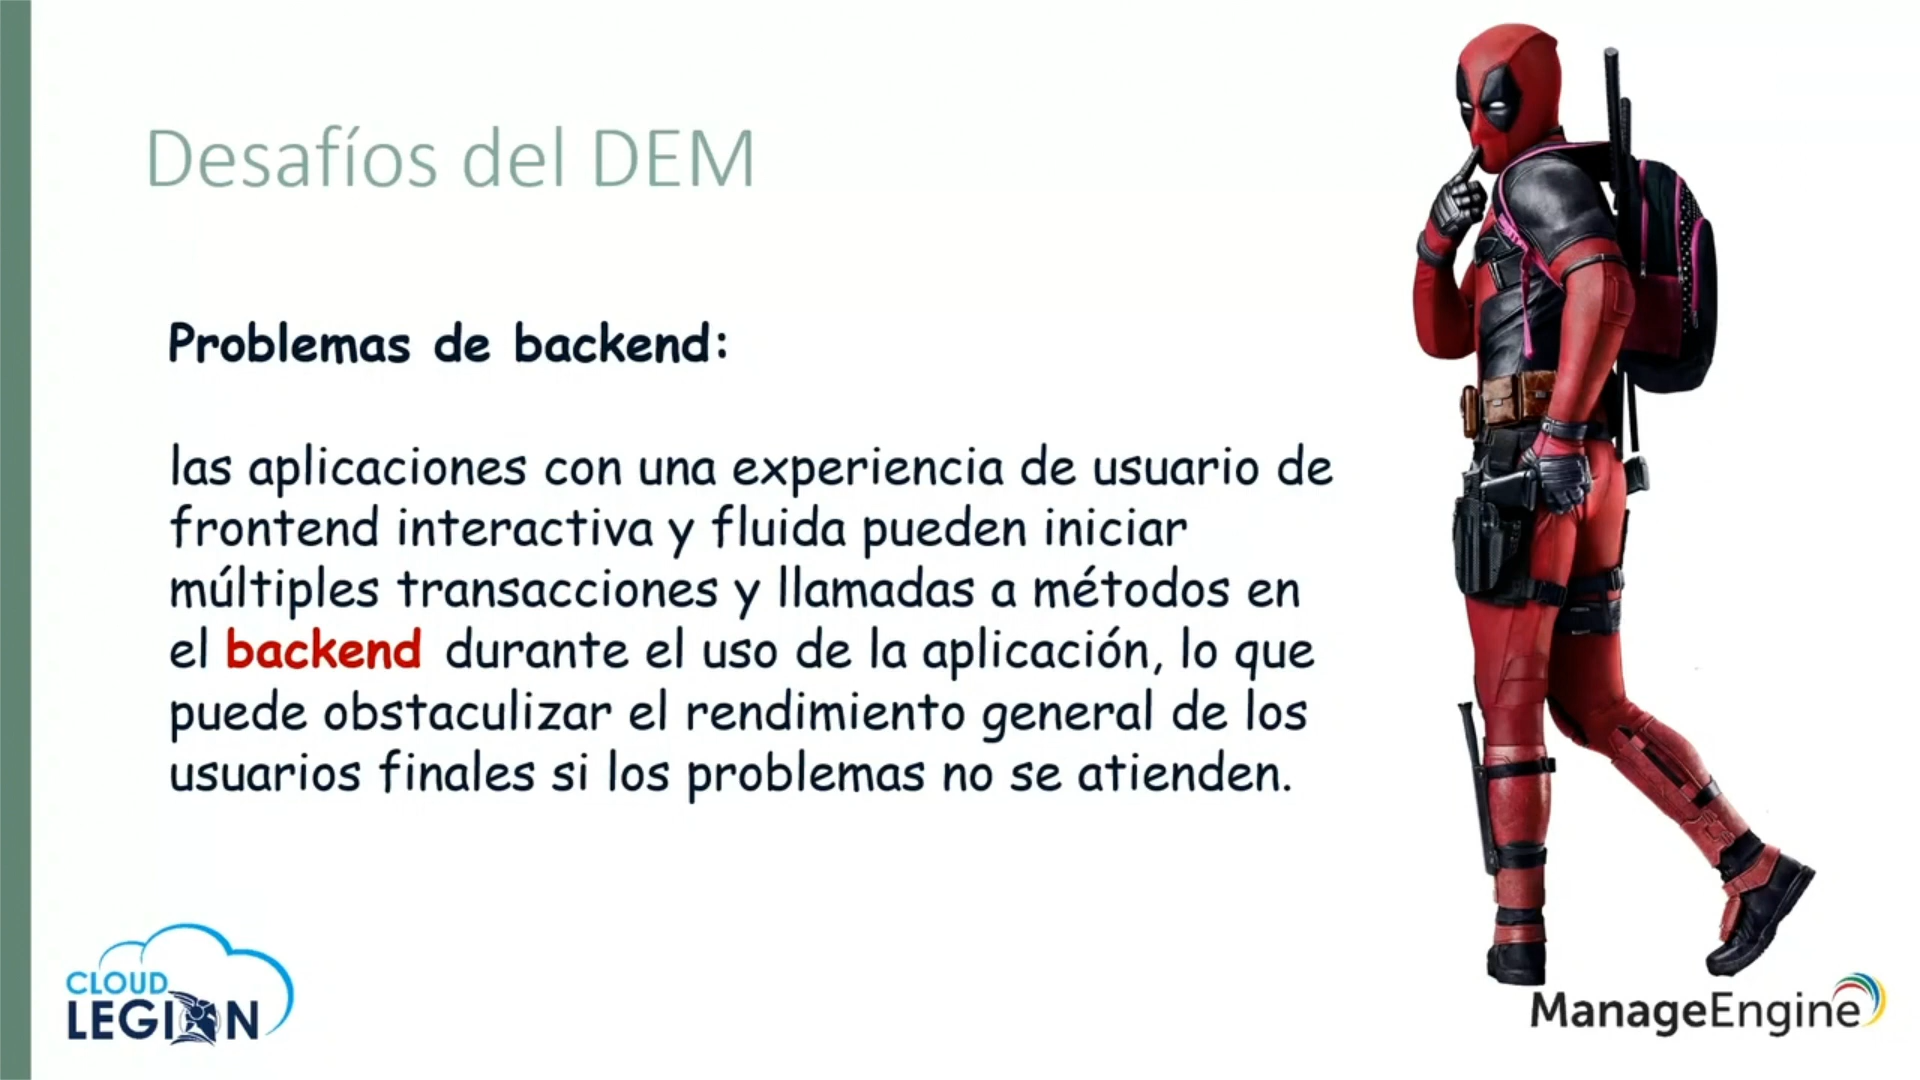 Desafíos del DEM
Problemas de backend:
las aplicaciones con una experiencia de usuario de
frontend interactiva y fluida pueden iniciar
múltiples transacciones y llamadas a métodos en
el backend durante el uso de la aplicación, lo que
puede obstaculizar el rendimiento general de los
usuarios finales si los problemas no se atienden.
CLOUD
LEGION
ManageEngine